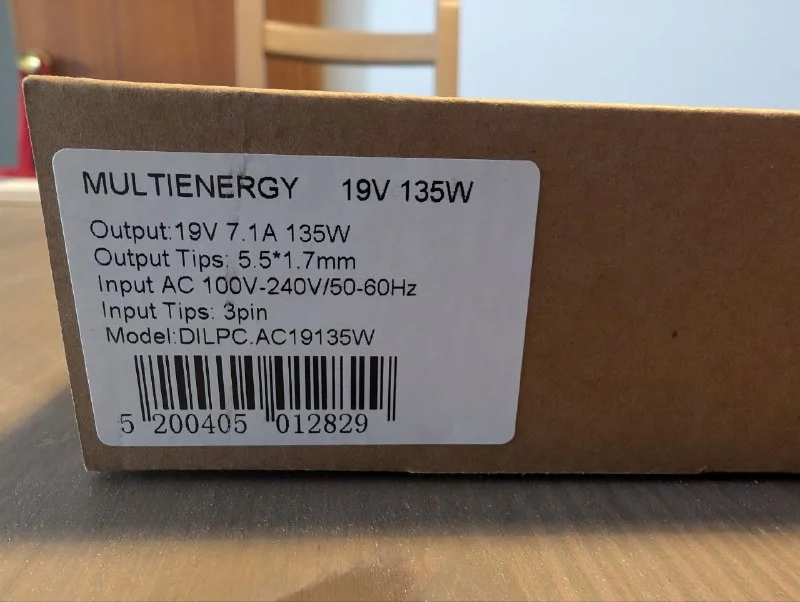 MULTIENERGY 19V 135W
Output:19V 7.1A 135W
Output Tips: 5.5*1.7mm
Input AC 100V-240V/50-60Hz
Input Tips: 3pin
Model:DILPC.AC19135W
5 200405 012829